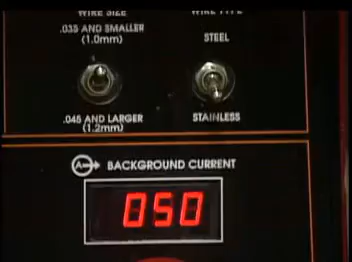 WIRE SIZE WIRE TYPE
.035 AND SMALLER
(1.0mm)
STEEL
.045 AND LARGER
(1.2mm)
STAINLESS
A BACKGROUND CURRENT
050